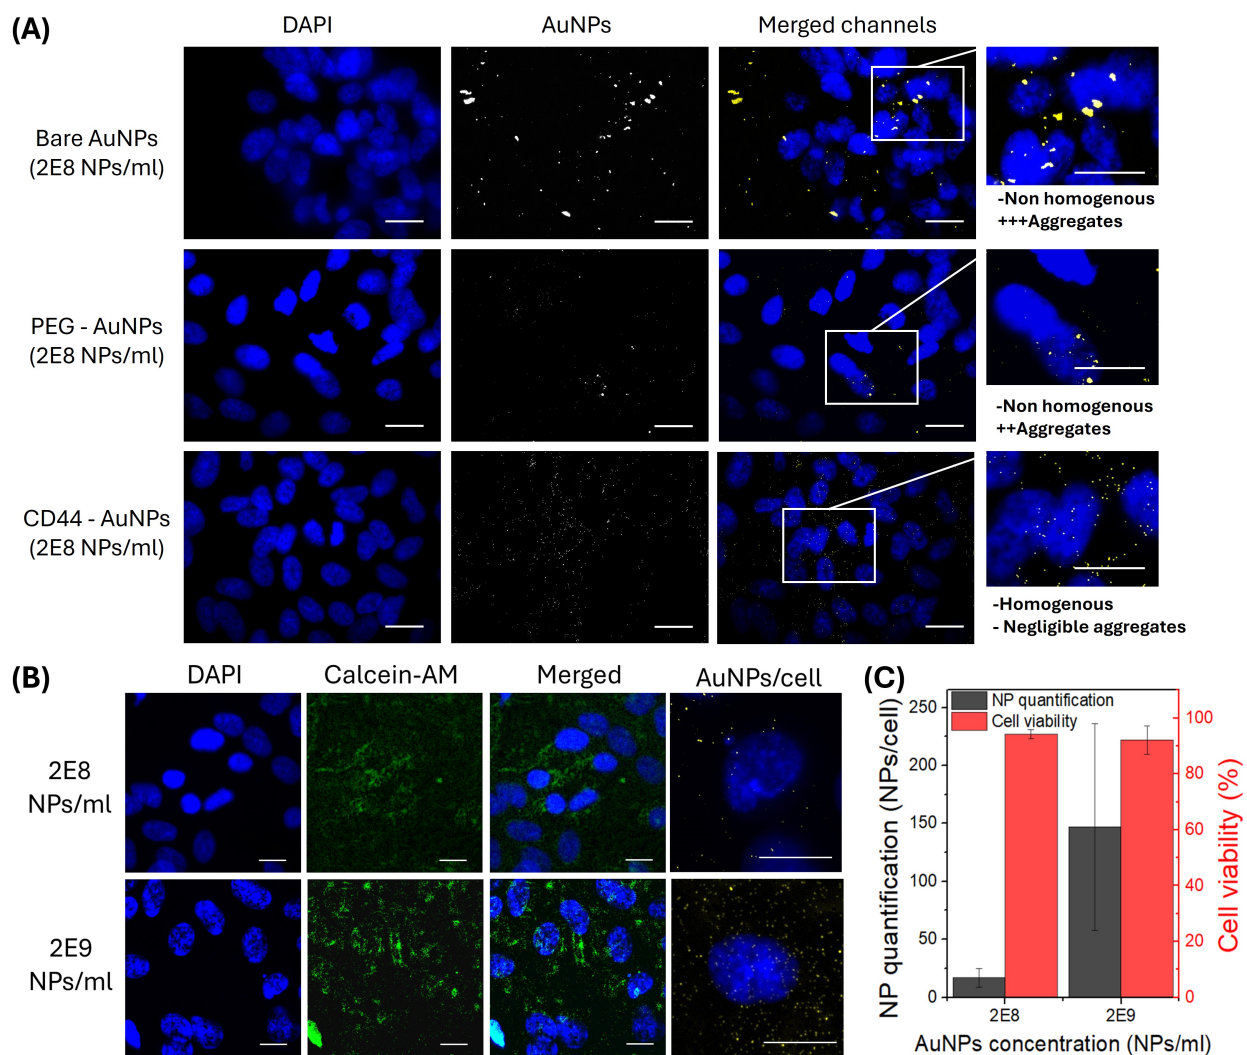 (A)
DAPI
AuNPs
Merged channels
Bare AuNPs
(2E8 NPs/ml)
-Non homogenous
+++Aggregates
PEG - AuNPs
(2E8 NPs/ml)
-Non homogenous
++Aggregates
CD44 - AuNPs
(2E8 NPs/ml)
-Homogenous
- Negligible aggregates
(B)
DAPI
Calcein-AM
Merged
AuNPs/cell
2E8
NPs/ml
2E9
NPs/ml
(C)
NP quantification
Cell viability
NP quantification (NPs/cell)
250
200
150
100
50
0
100
80
60
40
20
0
Cell viability (%)
2E8
2E9
AuNPs concentration (NPs/ml)